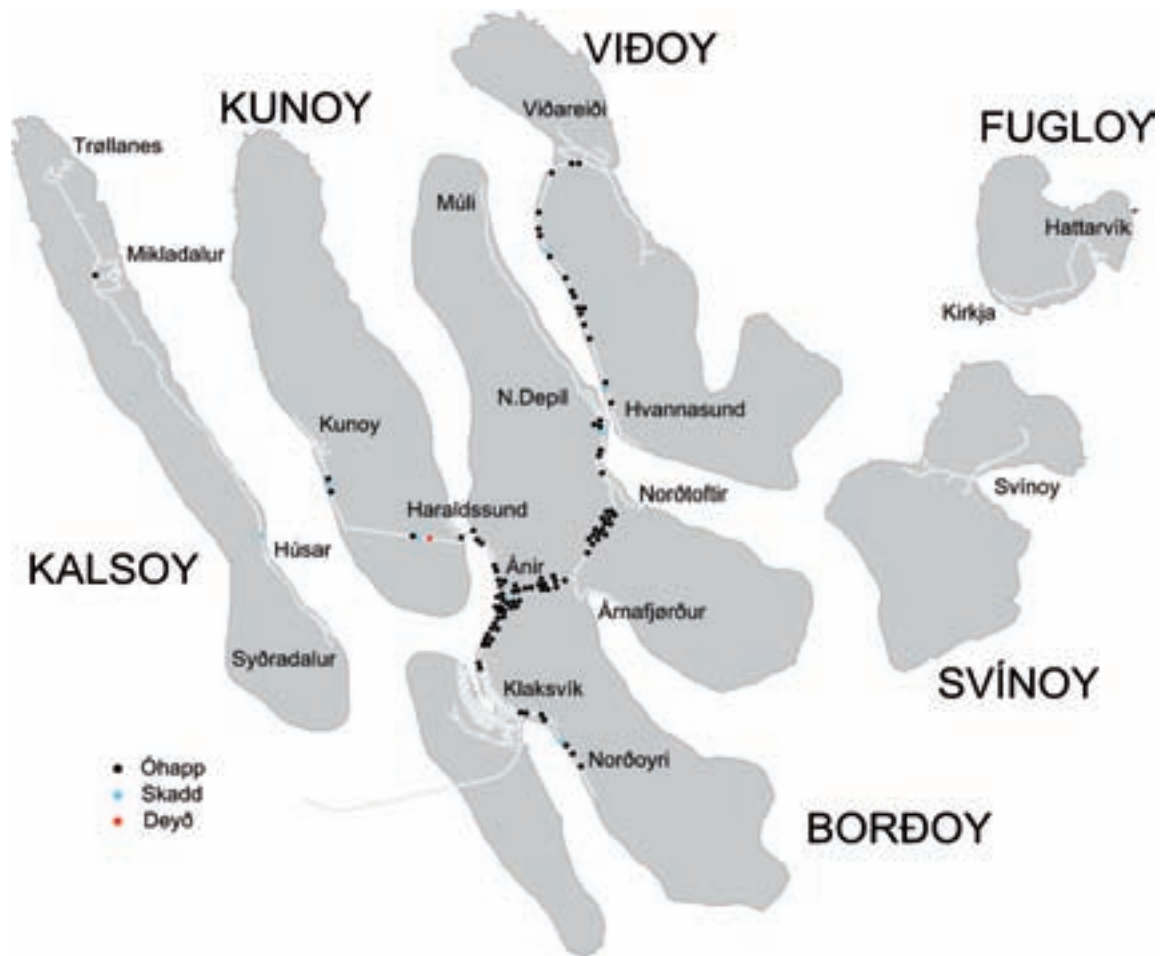 VIÐOY
KUNOY
Viðareiði
FUGLOY
Trøllanes
Múli
Hattarvík
Mikladalur
Kirkja
N.Depil
Hvannasund
Kunoy
Svínoy
Norðtoftir
Haraldssund
Húsar
KALSOY
Ánir
Árnafjørður
Syðradalur
SVÍNOY
Klaksvík
Norðoyri
Óhapp
Skadd
Deyð
BORÐOY